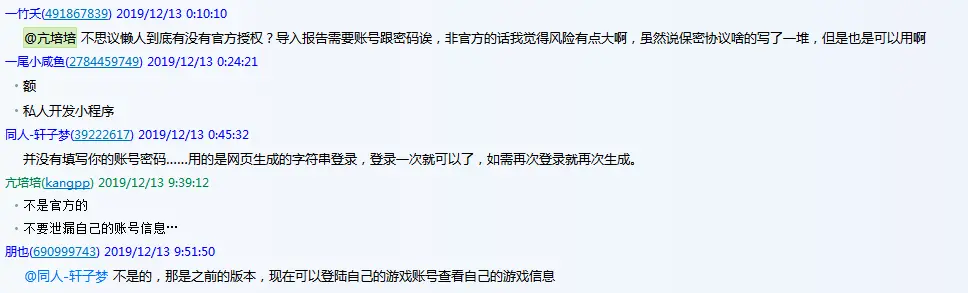 一竹夭(491867839) 2019/12/13 0:10:10
@亢培培 不思议懒人到底有没有官方授权？导入报告需要账号跟密码诶，非官方的话我觉得风险有点大啊，虽然说保密协议啥的写了一堆，但是也是可以用啊
一尾小咸鱼(2784459749) 2019/12/13 0:24:21
·额
·私人开发小程序
同人-轩子梦(39222617) 2019/12/13 0:45:32
并没有填写你的账号密码......用的是网页生成的字符串登录，登录一次就可以了，如需再次登录就再次生成。
亢培培(kangpp) 2019/12/13 9:39:12
·不是官方的
·不要泄漏自己的账号信息…
朋也(690999743) 2019/12/13 9:51:50
@同人-轩子梦 不是的，那是之前的版本，现在可以登陆自己的游戏账号查看自己的游戏信息